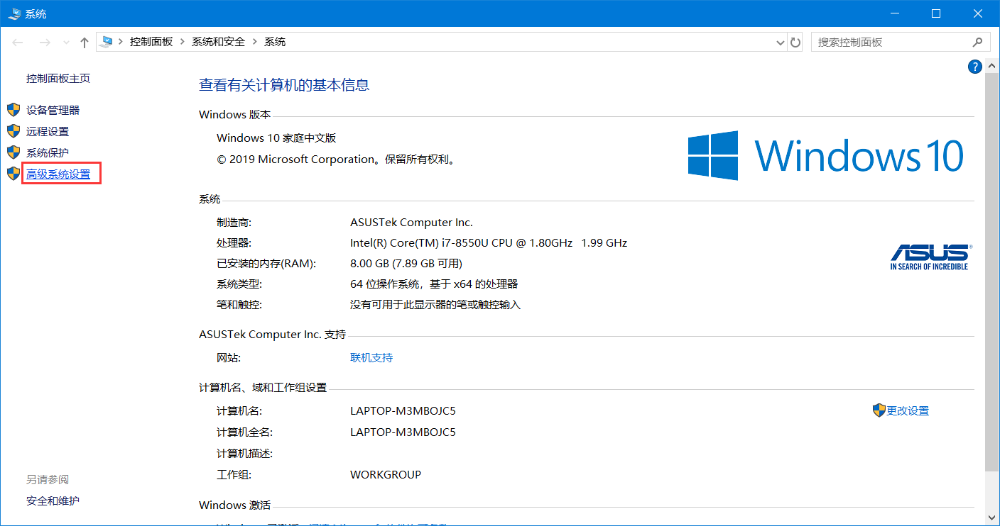 系统
控制面板 > 系统和安全 > 系统
搜索控制面板
控制面板主页
设备管理器
远程设置
系统保护
高级系统设置
另请参阅
安全和维护
?
查看有关计算机的基本信息
Windows 版本
Windows 10 家庭中文版
© 2019 Microsoft Corporation。保留所有权利。
Windows 10
系统
制造商: ASUSTek Computer Inc.
处理器: Intel(R) Core(TM) i7-8550U CPU @ 1.80GHz 1.99 GHz
已安装的内存(RAM): 8.00 GB (7.89 GB 可用)
系统类型: 64 位操作系统，基于 x64 的处理器
笔和触控: 没有可用于此显示器的笔或触控输入
ASUS®
IN SEARCH OF INCREDIBLE
ASUSTek Computer Inc. 支持
网站: 联机支持
计算机名、域和工作组设置
计算机名: LAPTOP-M3MBOJC5 更改设置
计算机全名: LAPTOP-M3MBOJC5
计算机描述:
工作组: WORKGROUP
Windows 激活